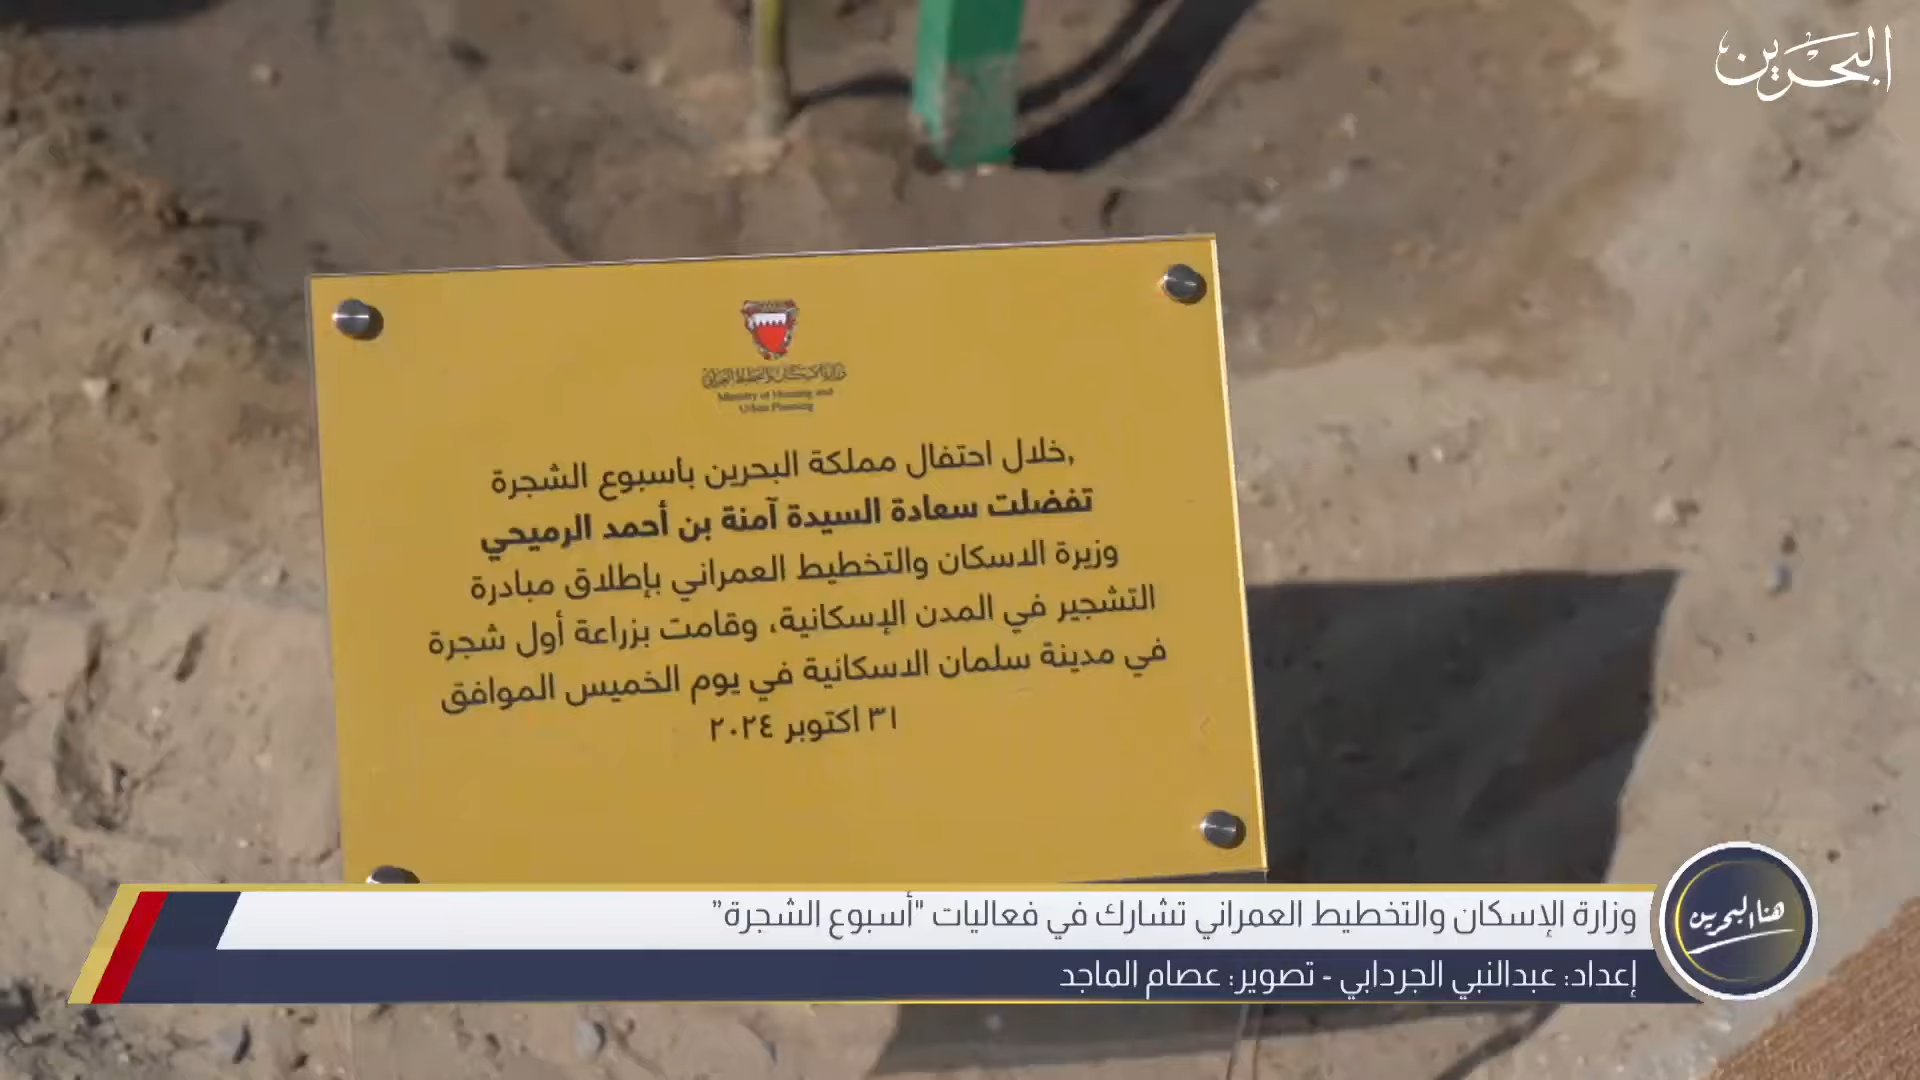 البحرين
وزارة الإسكان والتخطيط العمراني
Ministry of Housing and
Urban Planning
خلال احتفال مملكة البحرين باسبوع الشجرة,
تفضلت سعادة السيدة آمنة بن أحمد الرميحي
وزيرة الاسكان والتخطيط العمراني بإطلاق مبادرة
التشجير في المدن الإسكانية، وقامت بزراعة أول شجرة
في مدينة سلمان الاسكانية في يوم الخميس الموافق
٣١ اكتوبر ٢٠٢٤
وزارة الإسكان والتخطيط العمراني تشارك في فعاليات "أسبوع الشجرة"
إعداد: عبدالنبي الجردابي - تصوير: عصام الماجد
هنا البحرين